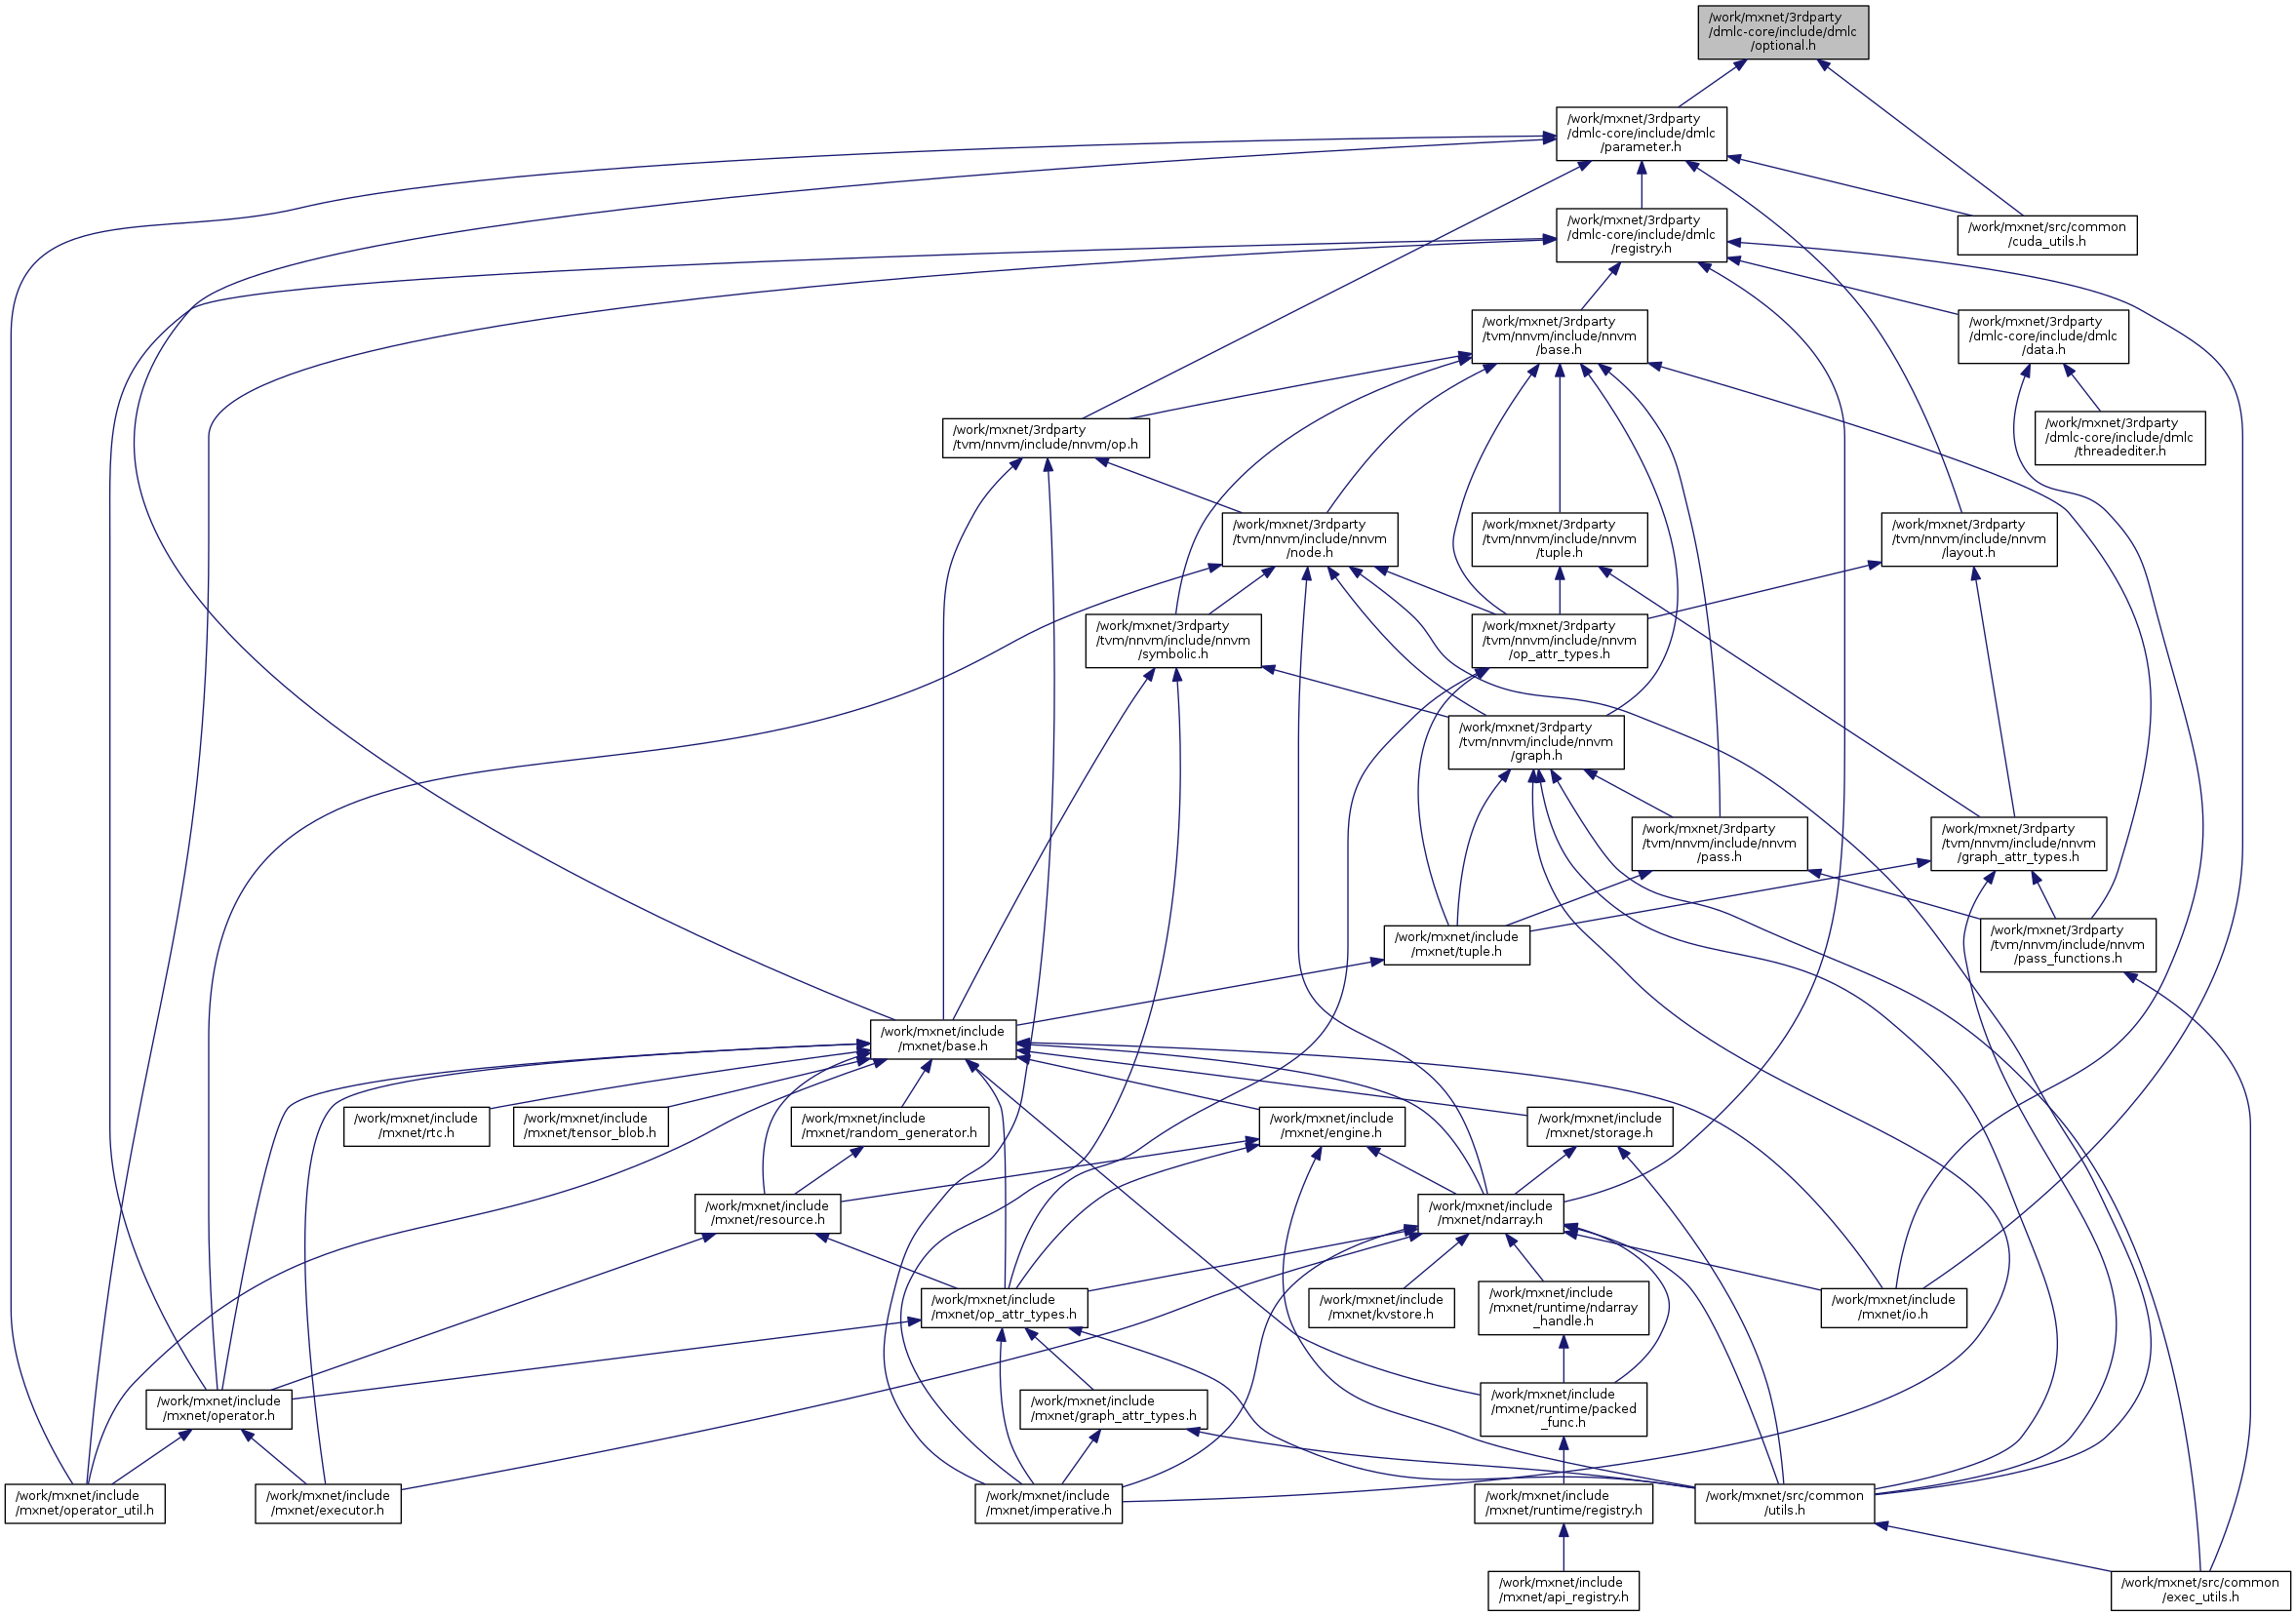 /work/mxnet/3rdparty
/dmlc-core/include/dmlc
/optional.h
/work/mxnet/3rdparty
/dmlc-core/include/dmlc
/parameter.h
/work/mxnet/3rdparty
/dmlc-core/include/dmlc
/registry.h
/work/mxnet/src/common
/cuda_utils.h
/work/mxnet/3rdparty
/tvm/nnvm/include/nnvm
/base.h
/work/mxnet/3rdparty
/dmlc-core/include/dmlc
/data.h
/work/mxnet/3rdparty
/tvm/nnvm/include/nnvm/op.h
/work/mxnet/3rdparty
/dmlc-core/include/dmlc
/threadediter.h
/work/mxnet/3rdparty
/tvm/nnvm/include/nnvm
/node.h
/work/mxnet/3rdparty
/tvm/nnvm/include/nnvm
/tuple.h
/work/mxnet/3rdparty
/tvm/nnvm/include/nnvm
/layout.h
/work/mxnet/3rdparty
/tvm/nnvm/include/nnvm
/symbolic.h
/work/mxnet/3rdparty
/tvm/nnvm/include/nnvm
/op_attr_types.h
/work/mxnet/3rdparty
/tvm/nnvm/include/nnvm
/graph.h
/work/mxnet/3rdparty
/tvm/nnvm/include/nnvm
/pass.h
/work/mxnet/3rdparty
/tvm/nnvm/include/nnvm
/graph_attr_types.h
/work/mxnet/include
/mxnet/tuple.h
/work/mxnet/3rdparty
/tvm/nnvm/include/nnvm
/pass_functions.h
/work/mxnet/include
/mxnet/base.h
/work/mxnet/include
/mxnet/rtc.h
/work/mxnet/include
/mxnet/tensor_blob.h
/work/mxnet/include
/mxnet/random_generator.h
/work/mxnet/include
/mxnet/engine.h
/work/mxnet/include
/mxnet/storage.h
/work/mxnet/include
/mxnet/resource.h
/work/mxnet/include
/mxnet/ndarray.h
/work/mxnet/include
/mxnet/op_attr_types.h
/work/mxnet/include
/mxnet/kvstore.h
/work/mxnet/include
/mxnet/runtime/ndarray
_handle.h
/work/mxnet/include
/mxnet/io.h
/work/mxnet/include
/mxnet/operator.h
/work/mxnet/include
/mxnet/graph_attr_types.h
/work/mxnet/include
/mxnet/runtime/packed
_func.h
/work/mxnet/include
/mxnet/operator_util.h
/work/mxnet/include
/mxnet/executor.h
/work/mxnet/include
/mxnet/imperative.h
/work/mxnet/include
/mxnet/runtime/registry.h
/work/mxnet/src/common
/utils.h
/work/mxnet/include
/mxnet/api_registry.h
/work/mxnet/src/common
/exec_utils.h